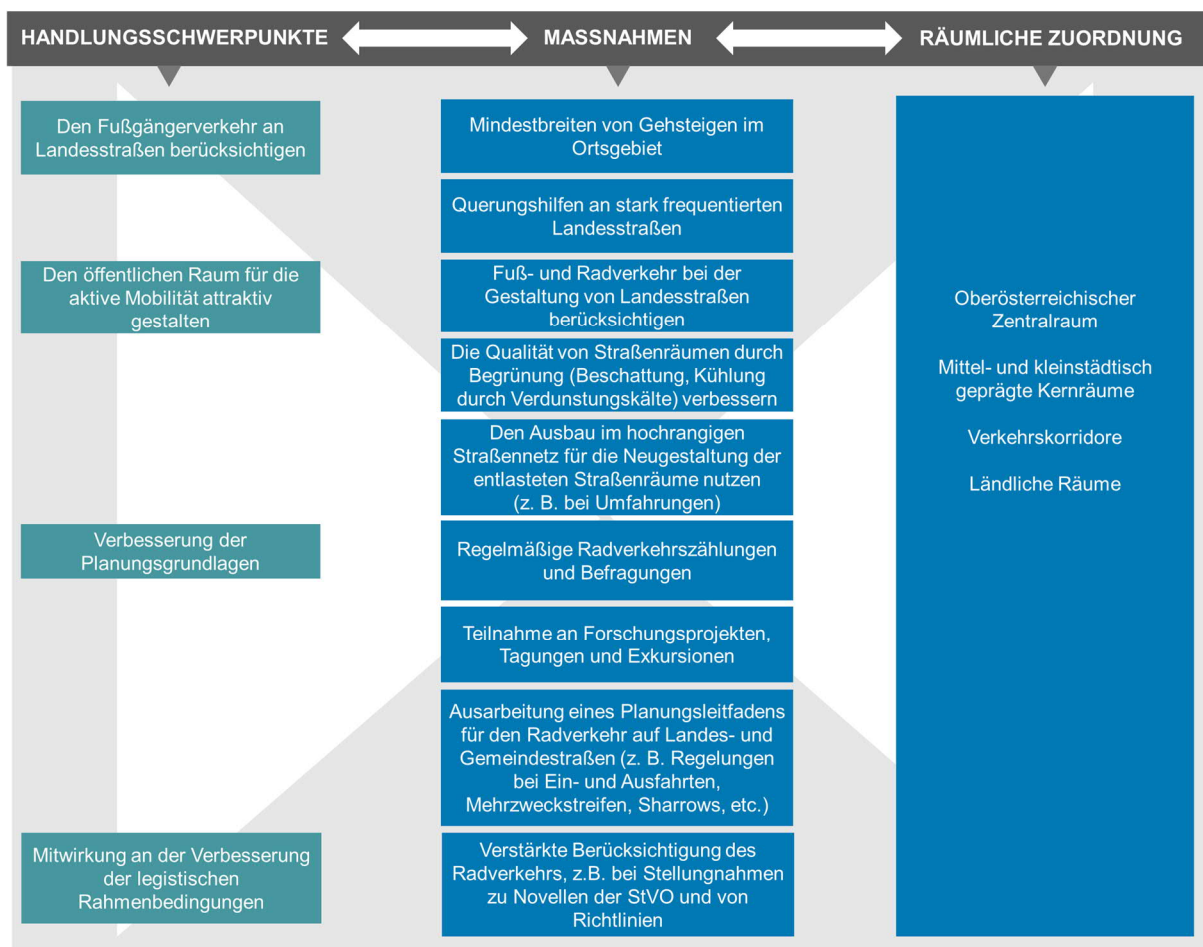 HANDLUNGSSCHWERPUNKTE
MASSNAHMEN
RÄUMLICHE ZUORDNUNG
Den Fußgängerverkehr an
Landesstraßen berücksichtigen
Den öffentlichen Raum für die
aktive Mobilität attraktiv
gestalten
Verbesserung der
Planungsgrundlagen
Mitwirkung an der Verbesserung
der legistischen
Rahmenbedingungen
Mindestbreiten von Gehsteigen im
Ortsgebiet
Querungshilfen an stark frequentierten
Landesstraßen
Fuß- und Radverkehr bei der
Gestaltung von Landesstraßen
berücksichtigen
Die Qualität von Straßenräumen durch
Begrünung (Beschattung, Kühlung
durch Verdunstungskälte) verbessern
Den Ausbau im hochrangigen
Straßennetz für die Neugestaltung der
entlasteten Straßenräume nutzen
(z. B. bei Umfahrungen)
Regelmäßige Radverkehrszählungen
und Befragungen
Teilnahme an Forschungsprojekten,
Tagungen und Exkursionen
Ausarbeitung eines Planungsleitfadens
für den Radverkehr auf Landes- und
Gemeindestraßen (z. B. Regelungen
bei Ein- und Ausfahrten,
Mehrzweckstreifen, Sharrows, etc.)
Verstärkte Berücksichtigung des
Radverkehrs, z.B. bei Stellungnahmen
zu Novellen der StVO und von
Richtlinien
Oberösterreichischer
Zentralraum
Mittel- und kleinstädtisch
geprägte Kernräume
Verkehrskorridore
Ländliche Räume